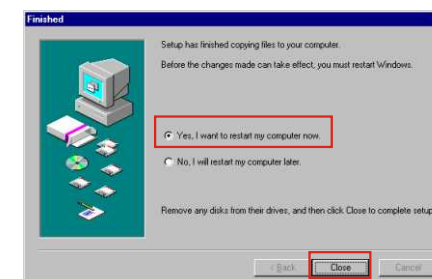 Finished
Setup has finished copying files to your computer.
Before the changes made can take effect, you must restart Windows.
Yes, I want to restart my computer now.
No, I will restart my computer later.
Remove any disks from their drives, and then click Close to complete setup
< Back Close Cancel